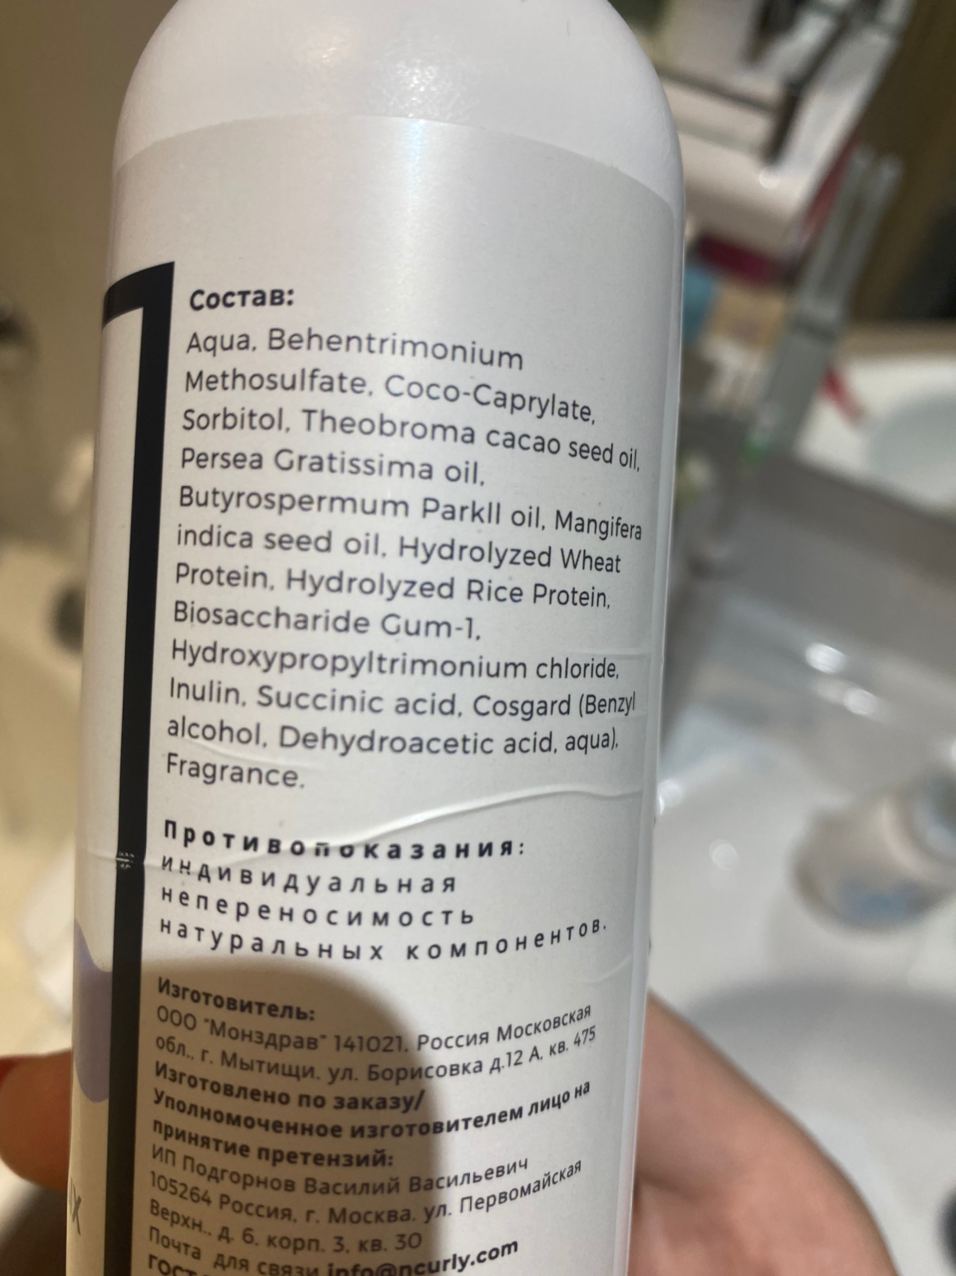 Состав:
Aqua, Behentrimonium
Methosulfate, Coco-Caprylate,
Sorbitol, Theobroma cacao seed oil,
Persea Gratissima oil,
Butyrospermum Parkll oil, Mangifera
indica seed oil, Hydrolyzed Wheat
Protein, Hydrolyzed Rice Protein,
Biosaccharide Gum-1,
Hydroxypropyltrimonium chloride,
Inulin, Succinic acid, Cosgard (Benzyl
alcohol, Dehydroacetic acid, aqua),
Fragrance.
Противопоказания:
индивидуальная
непереносимость
натуральных компонентов.
Изготовитель:
ООО "Монздрав" 141021, Россия Московская
обл., г. Мытищи, ул. Борисовка д.12 А, кв. 475
Изготовлено по заказу/
Уполномоченное изготовителем лицо на
принятие претензий:
ИП Подгорнов Василий Васильевич
105264 Россия, г. Москва, ул. Первомайская
Верхн., д. 6, корп. 3, кв. 30
Почта для связи info@ncurly.com
ГОСТ